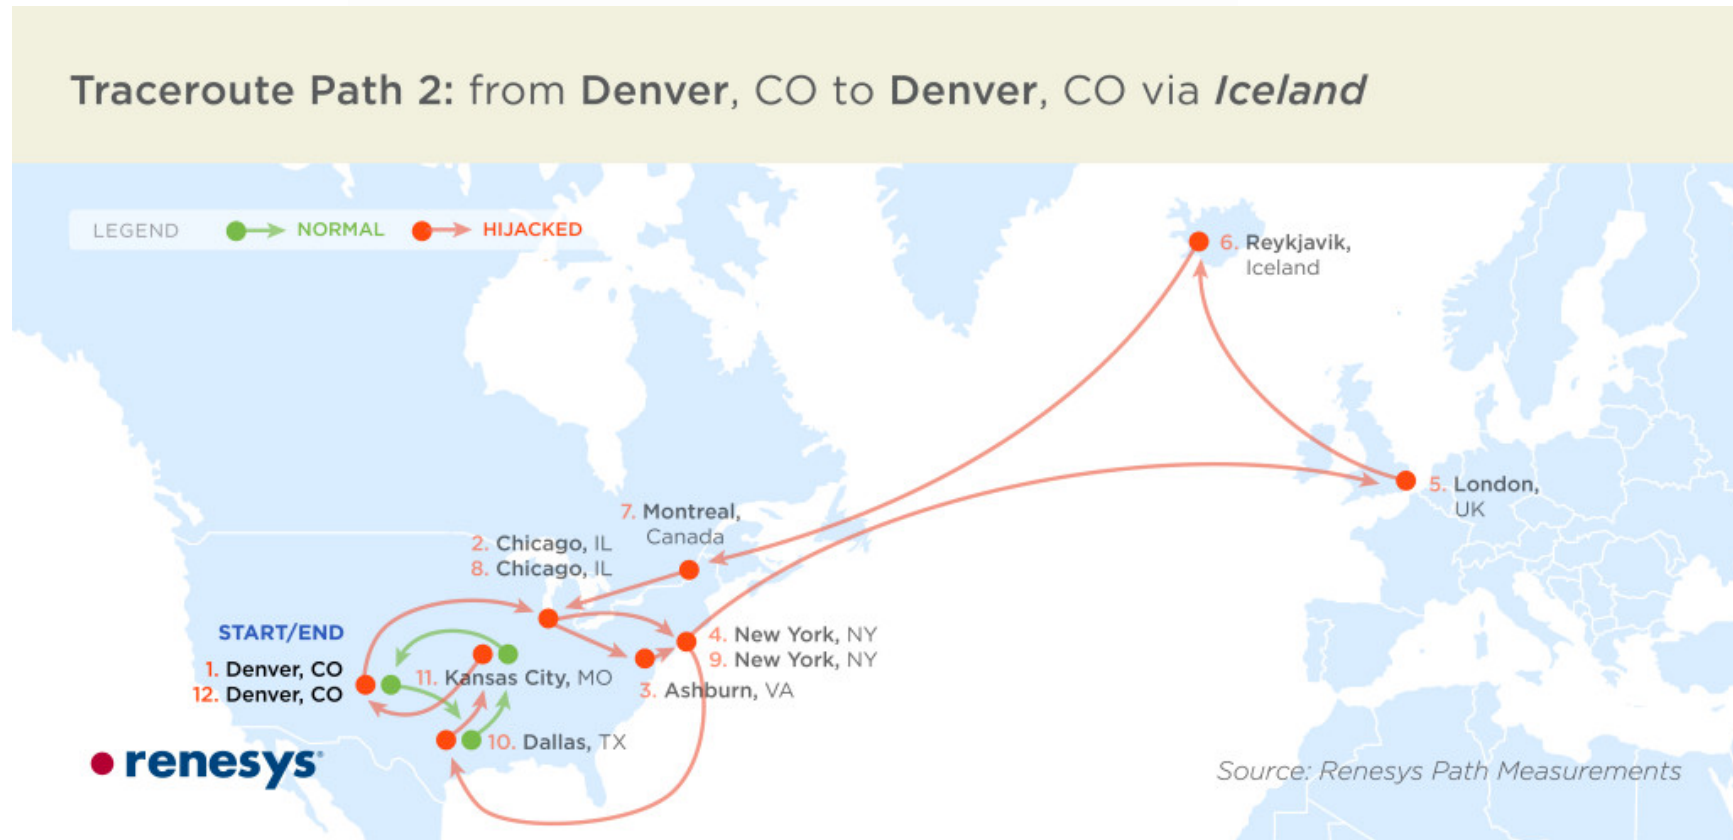 Traceroute Path 2: from Denver, CO to Denver, CO via Iceland
LEGEND
NORMAL
HIJACKED
6. Reykjavik,
Iceland
5. London,
UK
7. Montreal,
Canada
2. Chicago, IL
8. Chicago, IL
START/END
1. Denver, CO
12. Denver, CO
4. New York, NY
9. New York, NY
11. Kansas City, MO
3. Ashburn, VA
10. Dallas, TX
renesys
Source: Renesys Path Measurements